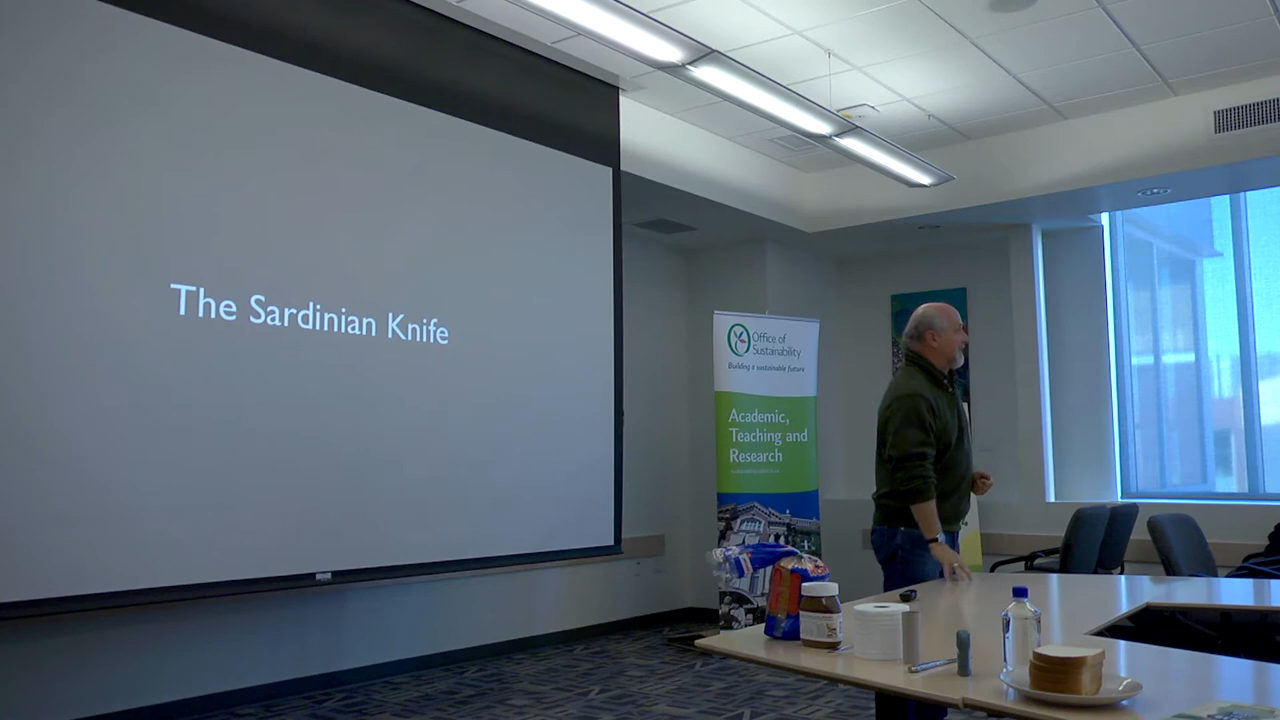 The Sardinian Knife
Office of
Sustainability
Building a sustainable future
Academic,
Teaching and
Research